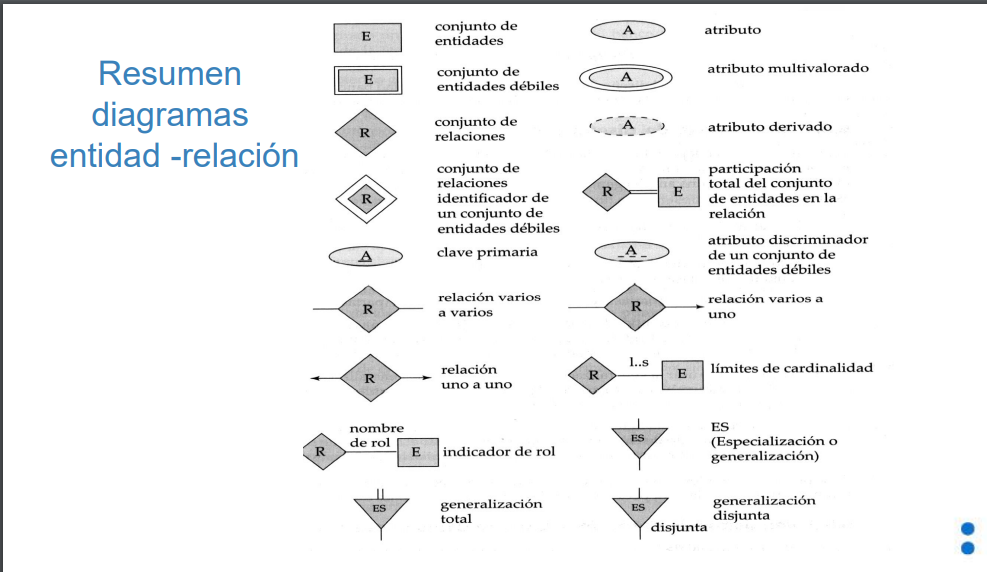 Resumen
diagramas
entidad -relación
E
conjunto de
entidades
A
atributo
E
conjunto de
entidades débiles
A
atributo multivalorado
R
conjunto de
relaciones
A
atributo derivado
R
conjunto de
relaciones
identificador de
un conjunto de
entidades débiles
R
E
participación
total del conjunto
de entidades en la
relación
A
clave primaria
A
atributo discriminador
de un conjunto de
entidades débiles
R
relación varios
a varios
R
relación varios a
uno
R
relación
uno a uno
R
l..s
E
límites de cardinalidad
R
nombre
de rol
E
indicador de rol
ES
ES
(Especialización o
generalización)
ES
generalización
total
ES
disjunta
generalización
disjunta